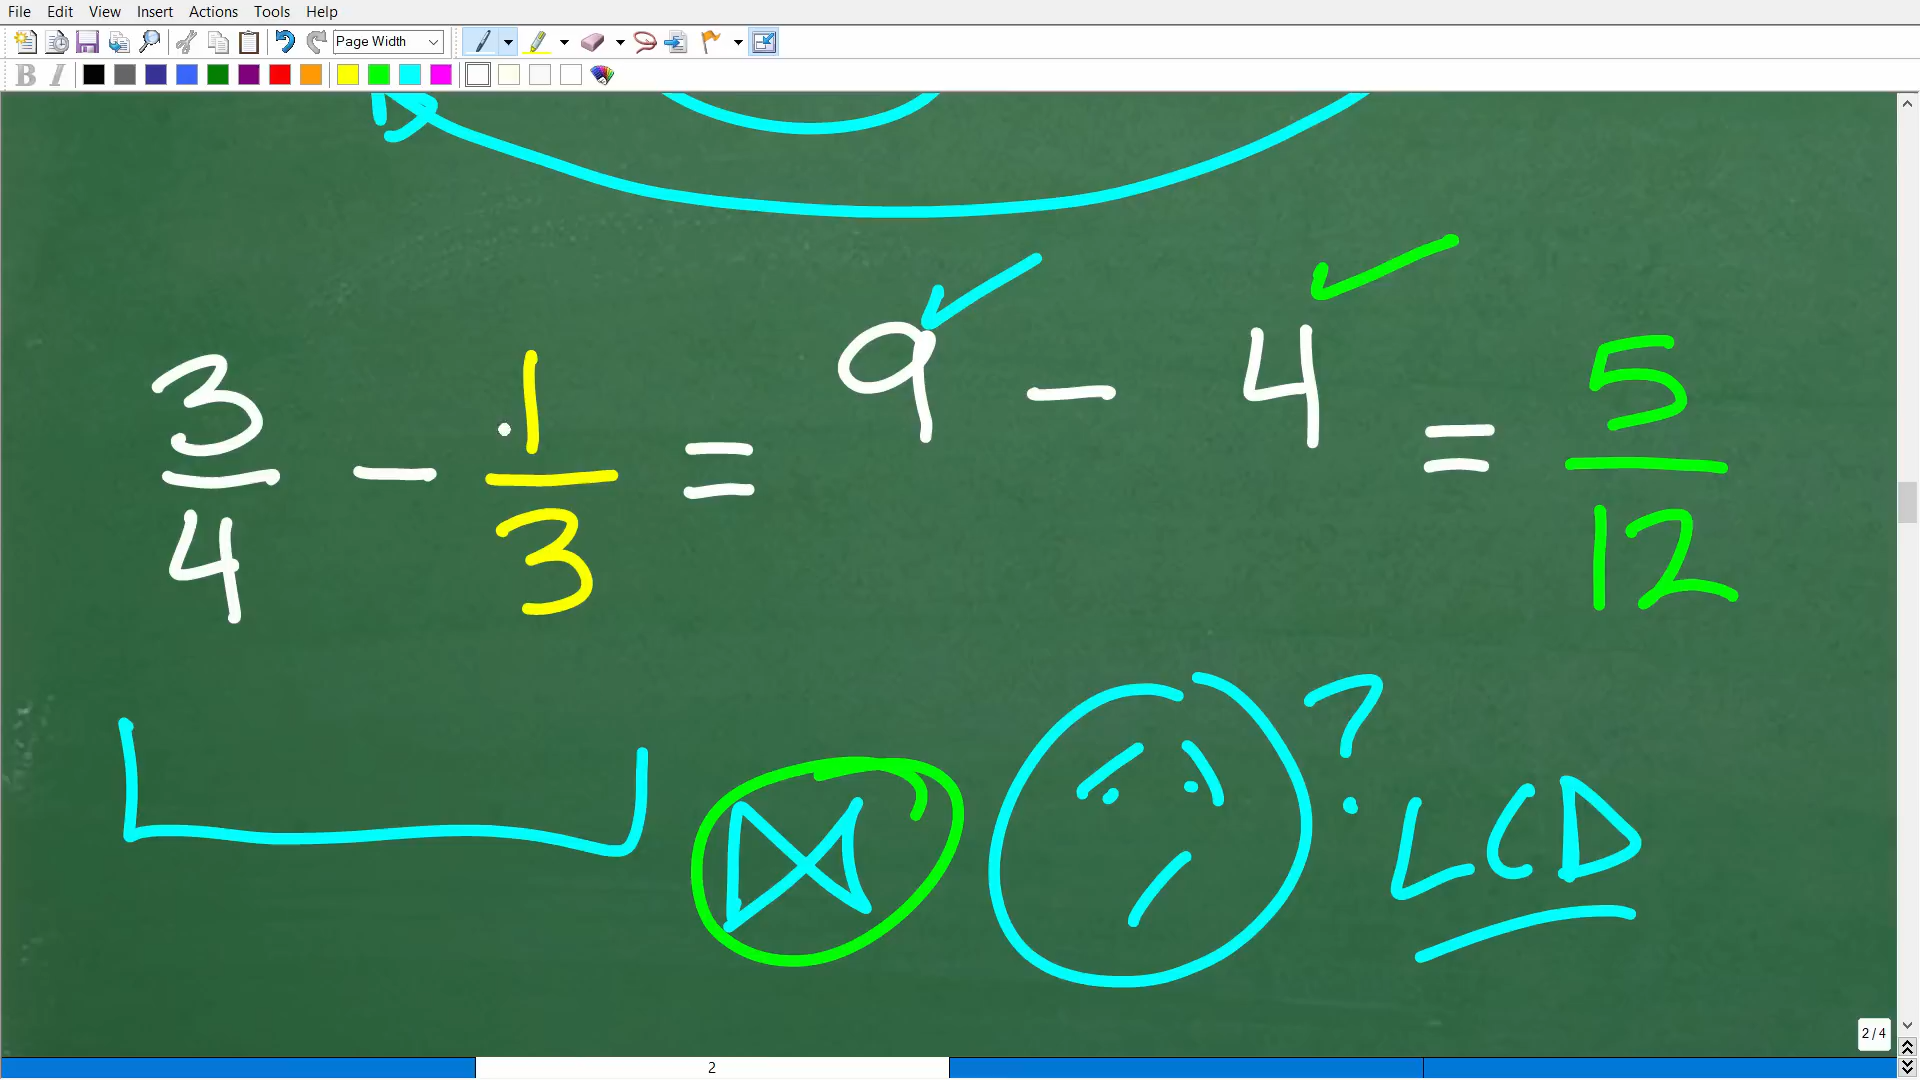 File Edit View Insert Actions Tools Help
Page Width
B I
3/4 - 1/3 = 9 - 4 = 5/12
?
LCD
2 / 4
2